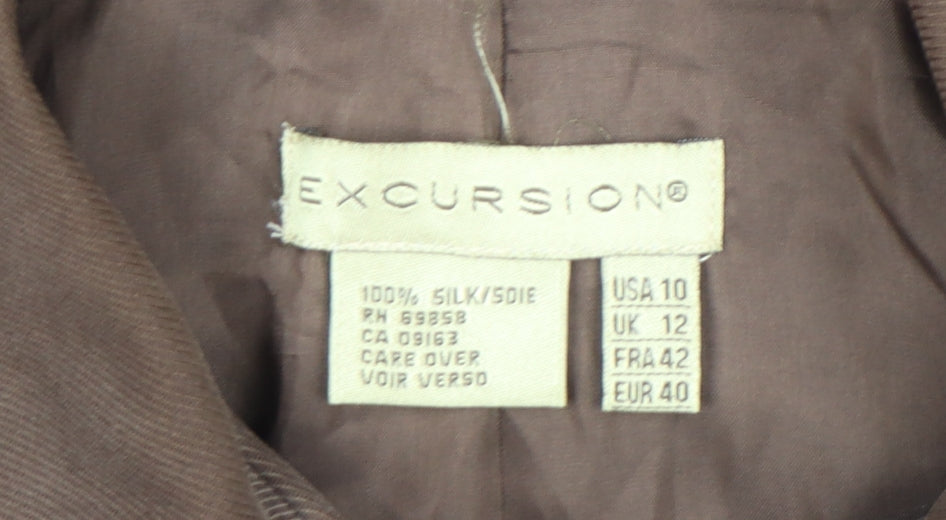 EXCURSION®
100% SILK/SOIE
RN 69858
CA 09163
CARE OVER
VOIR VERSO
USA 10
UK 12
FRA 42
EUR 40